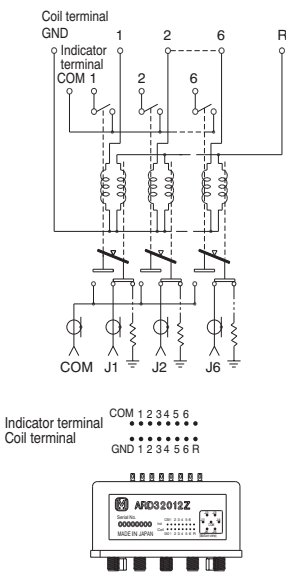 Coil terminal
GND 1 2 6 R
Indicator
terminal
COM 1 2 6
COM J1 J2 J6
Indicator terminal COM 1 2 3 4 5 6
Coil terminal
GND 1 2 3 4 5 6 R
ARD32012Z
Serial No.
00000000
MADE IN JAPAN